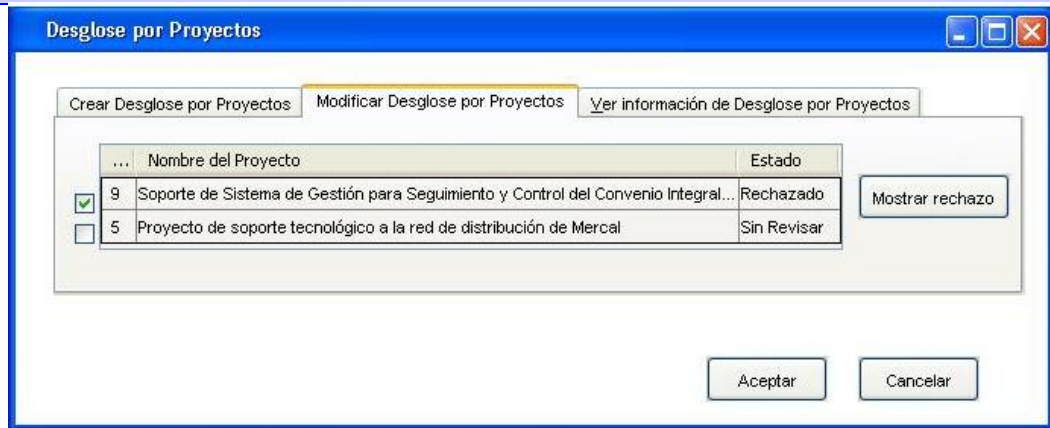 Desglose por Proyectos
Crear Desglose por Proyectos Modificar Desglose por Proyectos Ver información de Desglose por Proyectos
... Nombre del Proyecto Estado
9 Soporte de Sistema de Gestión para Seguimiento y Control del Convenio Integral... Rechazado
Mostrar rechazo
5 Proyecto de soporte tecnológico a la red de distribución de Mercal Sin Revisar
Aceptar Cancelar